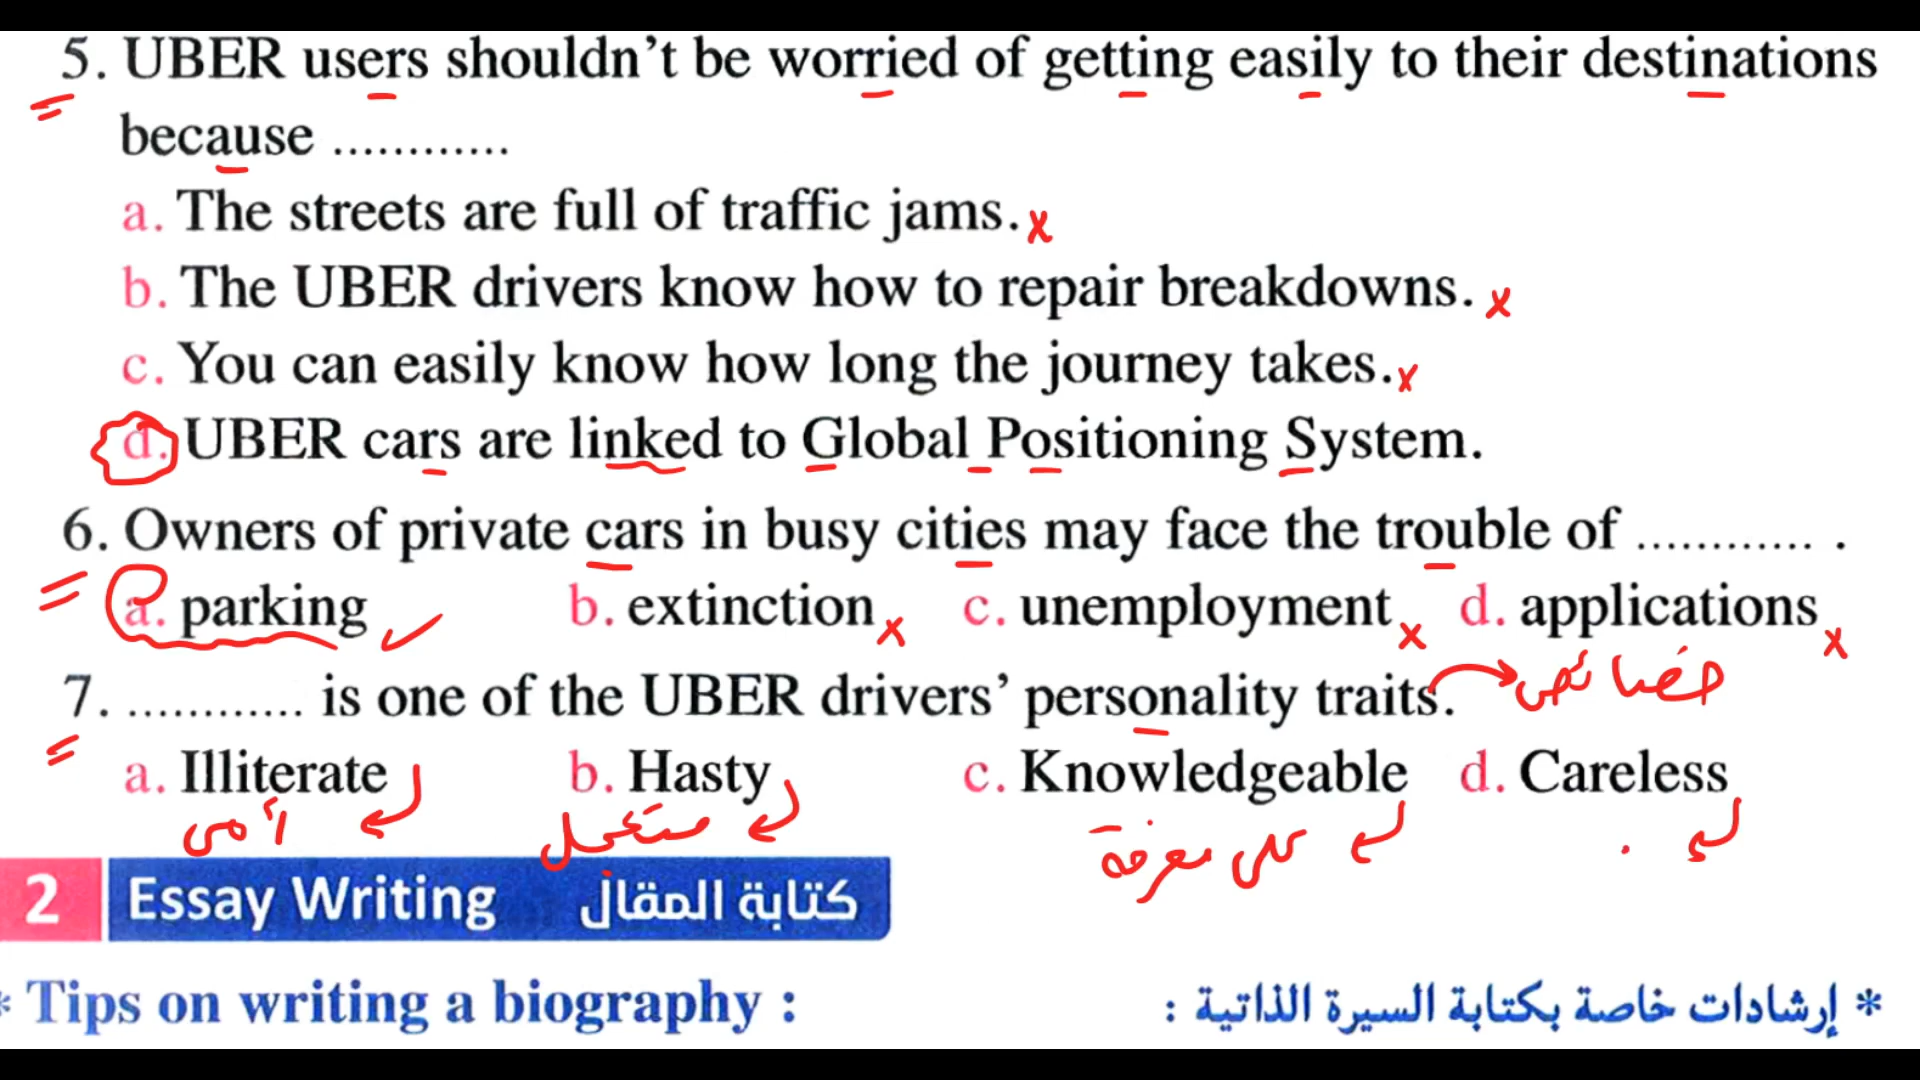 5. UBER users shouldn't be worried of getting easily to their destinations
because ............
a. The streets are full of traffic jams. x
b. The UBER drivers know how to repair breakdowns. x
c. You can easily know how long the journey takes. x
d. UBER cars are linked to Global Positioning System.
6. Owners of private cars in busy cities may face the trouble of ............ .
a. parking ✓ b. extinction x c. unemployment x d. applications x
7. ............ is one of the UBER drivers' personality traits. خصائص
a. Illiterate b. Hasty c. Knowledgeable d. Careless
أمى مستعجل على معرفة
2 Essay Writing كتابة المقال
* Tips on writing a biography : * إرشادات خاصة بكتابة السيرة الذاتية :